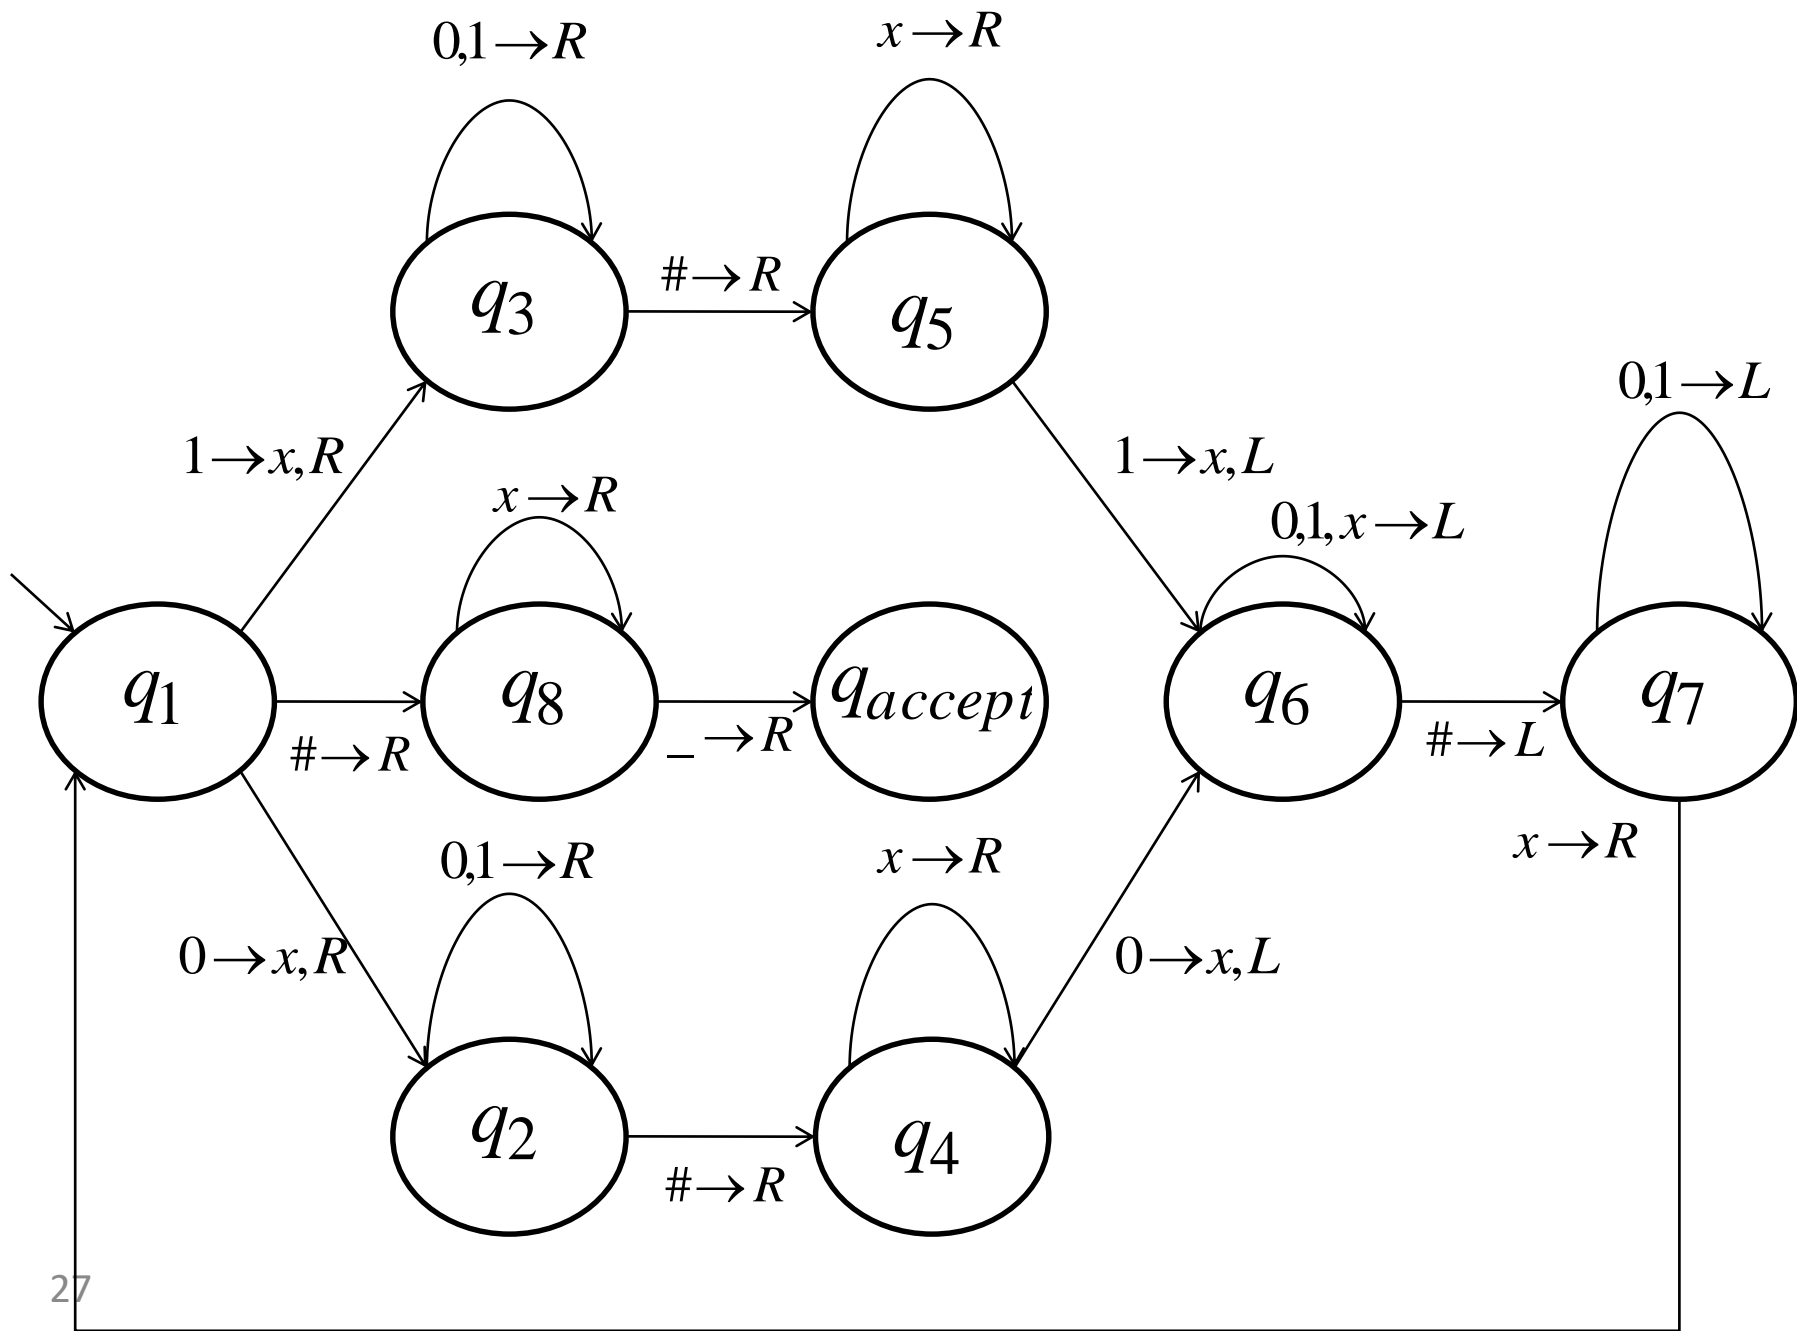 0,1→R
x→R
q3
#→R
q5
0,1→L
1→x,R
1→x,L
x→R
0,1,x→L
q1
#→R
q8
_→R
qaccept
q6
#→L
q7
x→R
0,1→R
x→R
0→x,R
0→x,L
q2
#→R
q4
27